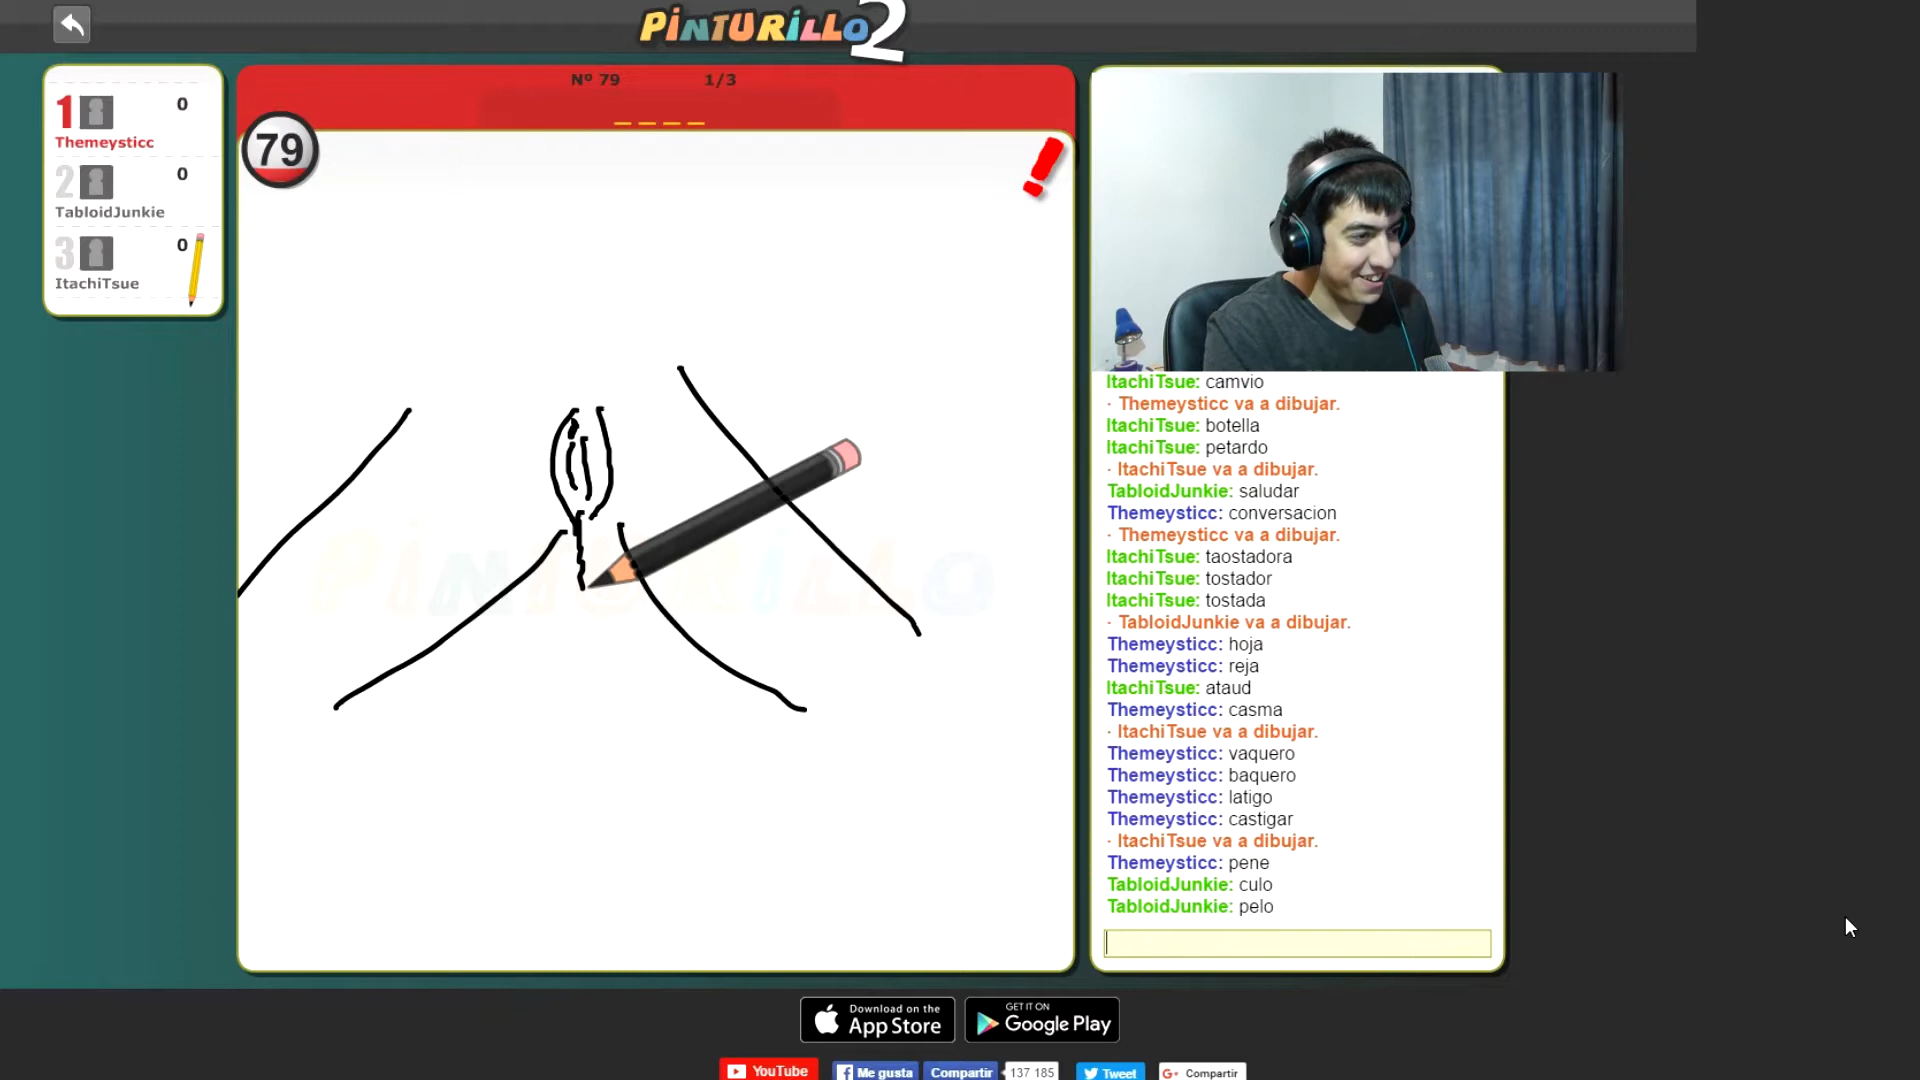 PINTURILLO 2
Nº 79 1/3
79
1 0
Themeysticc
2 0
TabloidJunkie
3 0
ItachiTsue
PINTURILLO
ItachiTsue: camvio
· Themeysticc va a dibujar.
ItachiTsue: botella
ItachiTsue: petardo
· ItachiTsue va a dibujar.
TabloidJunkie: saludar
Themeysticc: conversacion
· Themeysticc va a dibujar.
ItachiTsue: taostadora
ItachiTsue: tostador
ItachiTsue: tostada
· TabloidJunkie va a dibujar.
Themeysticc: hoja
Themeysticc: reja
ItachiTsue: ataud
Themeysticc: casma
· ItachiTsue va a dibujar.
Themeysticc: vaquero
Themeysticc: baquero
Themeysticc: latigo
Themeysticc: castigar
· ItachiTsue va a dibujar.
Themeysticc: pene
TabloidJunkie: culo
TabloidJunkie: pelo
Download on the
App Store
GET IT ON
Google Play
YouTube
Me gusta
Compartir
137 185
Tweet
G+ Compartir